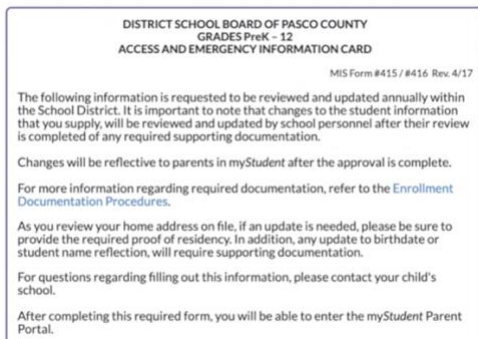 DISTRICT SCHOOL BOARD OF PASCO COUNTY
GRADES PreK – 12
ACCESS AND EMERGENCY INFORMATION CARD
MIS Form #415 / #416 Rev. 4/17
The following information is requested to be reviewed and updated annually within
the School District. It is important to note that changes to the student information
that you supply, will be reviewed and updated by school personnel after their review
is completed of any required supporting documentation.
Changes will be reflective to parents in myStudent after the approval is complete.
For more information regarding required documentation, refer to the Enrollment
Documentation Procedures.
As you review your home address on file, if an update is needed, please be sure to
provide the required proof of residency. In addition, any update to birthdate or
student name reflection, will require supporting documentation.
For questions regarding filling out this information, please contact your child's
school.
After completing this required form, you will be able to enter the myStudent Parent
Portal.